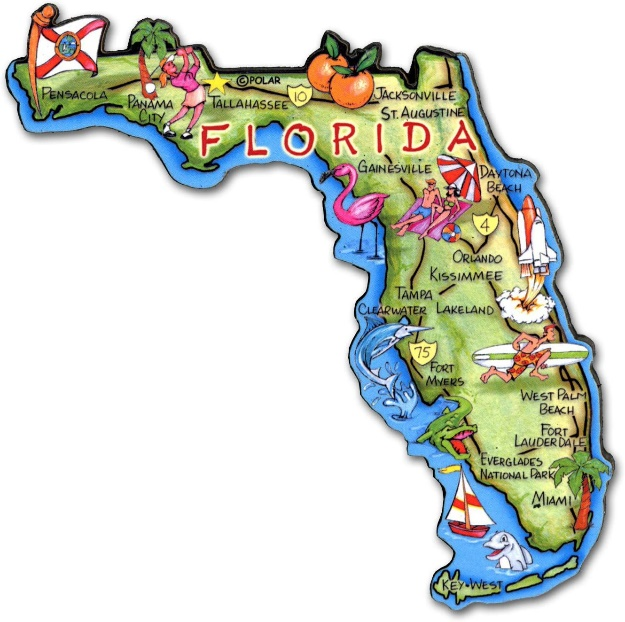 PENSACOLA
PANAMA
CITY
TALLAHASSEE
©POLAR
10
JACKSONVILLE
ST. AUGUSTINE
FLORIDA
GAINESVILLE
DAYTONA
BEACH
4
ORLANDO
KISSIMMEE
TAMPA
CLEARWATER
LAKELAND
75
FORT
MYERS
WEST PALM
BEACH
FORT
LAUDERDALE
EVERGLADES
NATIONAL PARK
MIAMI
KEY WEST